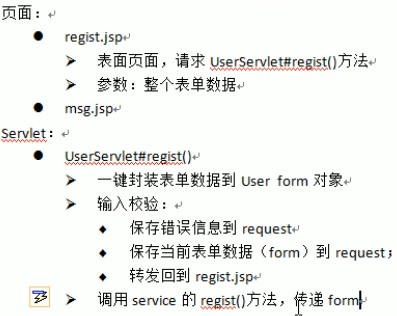 页面：
regist.jsp
表面页面，请求 UserServlet#regist()方法
参数：整个表单数据
msg.jsp
Servlet：
UserServlet#regist()
一键封装表单数据到 User form 对象
输入校验：
保存错误信息到 request
保存当前表单数据（form）到 request；
转发回到 regist.jsp
调用 service 的 regist()方法，传递 form